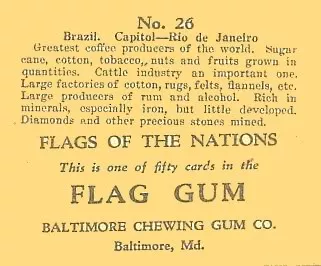 No. 26
Brazil. Capitol—Rio de Janeiro
Greatest coffee producers of the world. Sugar
cane, cotton, tobacco, nuts and fruits grown in
quantities. Cattle industry an important one.
Large factories of cotton, rugs, felts, flannels, etc.
Large producers of rum and alcohol. Rich in
minerals, especially iron, but little developed.
Diamonds and other precious stones mined.
FLAGS OF THE NATIONS
This is one of fifty cards in the
FLAG GUM
BALTIMORE CHEWING GUM CO.
Baltimore, Md.